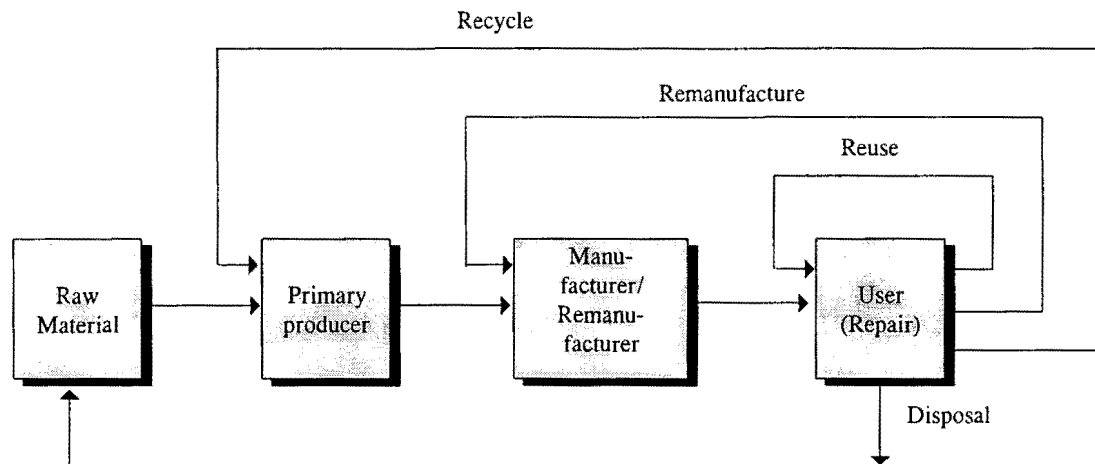 Recycle
Remanufacture
Reuse
Raw
Material
Primary
producer
Manu-
facturer/
Remanu-
facturer
User
(Repair)
Disposal